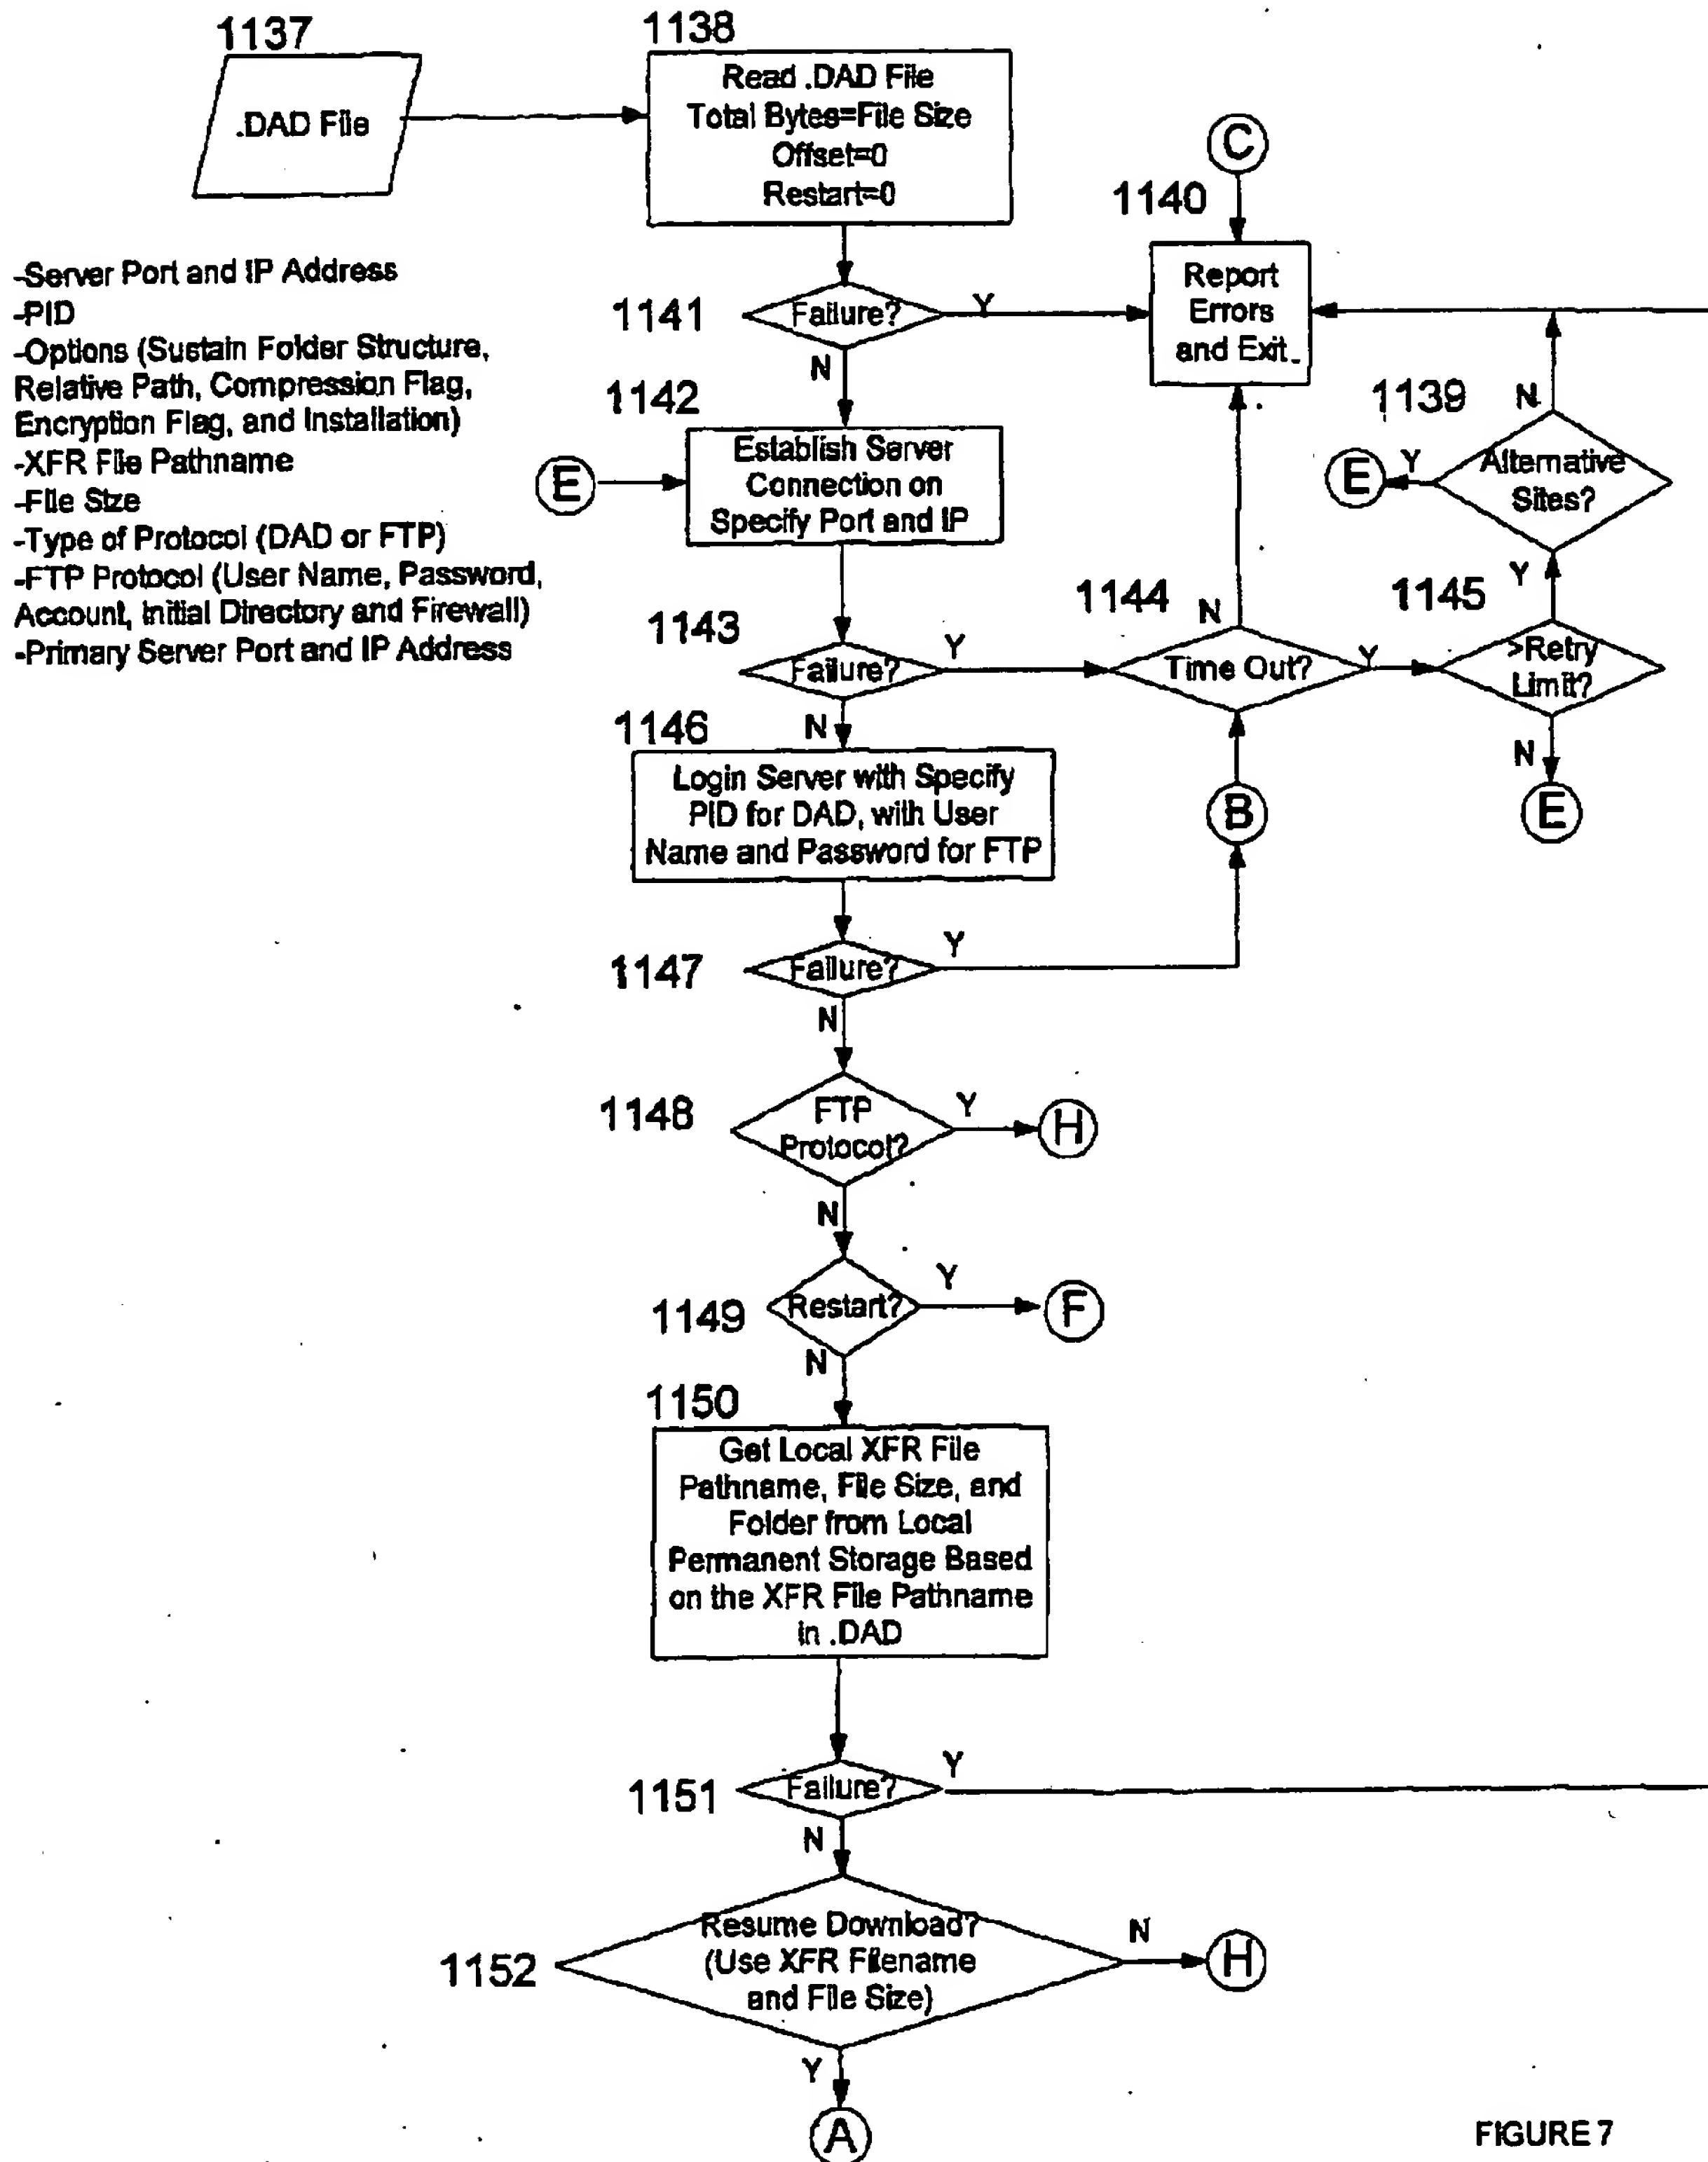 1137
.DAD File
1138
Read .DAD File
Total Bytes=File Size
Offset=0
Restart=0
-Server Port and IP Address
-PID
-Options (Sustain Folder Structure,
Relative Path, Compression Flag,
Encryption Flag, and Installation)
-XFR File Pathname
-File Size
-Type of Protocol (DAD or FTP)
-FTP Protocol (User Name, Password,
Account, Initial Directory and Firewall)
-Primary Server Port and IP Address
C
1140
Report
Errors
and Exit
1141
Failure?
Y
N
1142
E
Establish Server
Connection on
Specify Port and IP
1139
N
E
Y
Alternative
Sites?
1143
Failure?
Y
N
1144
N
Time Out?
Y
1145
Y
>Retry
Limit?
N
E
B
1146
Login Server with Specify
PID for DAD, with User
Name and Password for FTP
1147
Failure?
Y
N
1148
FTP
Protocol?
Y
H
N
1149
Restart?
Y
F
N
1150
Get Local XFR File
Pathname, File Size, and
Folder from Local
Permanent Storage Based
on the XFR File Pathname
in .DAD
1151
Failure?
Y
N
1152
Resume Download?
(Use XFR Filename
and File Size)
N
H
Y
A
FIGURE 7